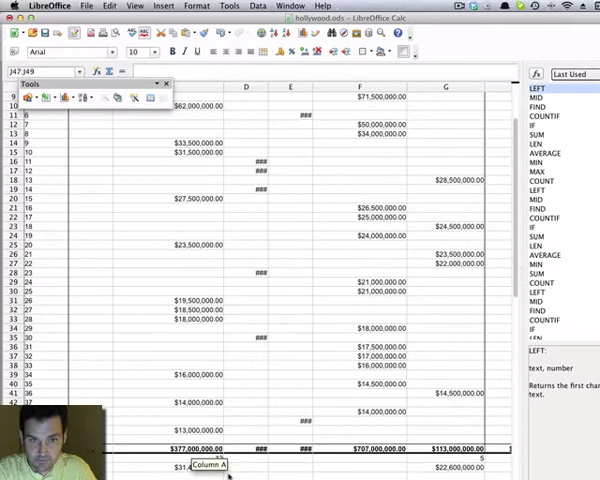 LibreOffice File Edit View Insert Format Tools Data Window Help
hollywood.ods – LibreOffice Calc
Arial 10 B I U
J47:J49 =
Tools
D E F G
9 $71,500,000.00
10 $62,000,000.00
11 6 ###
12 7 $50,000,000.00
13 8 $34,000,000.00
14 9 $33,500,000.00
15 10 $31,500,000.00
16 11 ###
17 12 ###
18 13 $28,500,000.00
19 14 ###
20 15 $27,500,000.00
21 16 $26,500,000.00
22 17 $25,000,000.00
23 18 $24,500,000.00
24 19 $24,000,000.00
25 20 $23,500,000.00
26 21 $23,500,000.00
27 22 $22,000,000.00
28 23 ###
29 24 $21,000,000.00
30 25 $21,000,000.00
31 26 $19,500,000.00
32 27 $18,500,000.00
33 28 $18,000,000.00
34 29 $18,000,000.00
35 30 ###
36 31 $17,500,000.00
37 32 $17,000,000.00
38 33 $16,000,000.00
39 34 $16,000,000.00
40 35 $14,500,000.00
41 36 $14,500,000.00
42 37 $14,000,000.00
$14,000,000.00
###
$13,000,000.00
$377,000,000.00 ### ### $707,000,000.00 $113,000,000.00
5
$22,600,000.00
Column A
Last Used
LEFT
MID
FIND
COUNTIF
IF
SUM
LEN
AVERAGE
MIN
MAX
COUNT
LEFT
MID
FIND
COUNTIF
IF
SUM
LEN
AVERAGE
MIN
SUM
COUNT
LEFT
MID
FIND
COUNTIF
IF
LEN
LEFT:
text, number
Returns the first char
text.